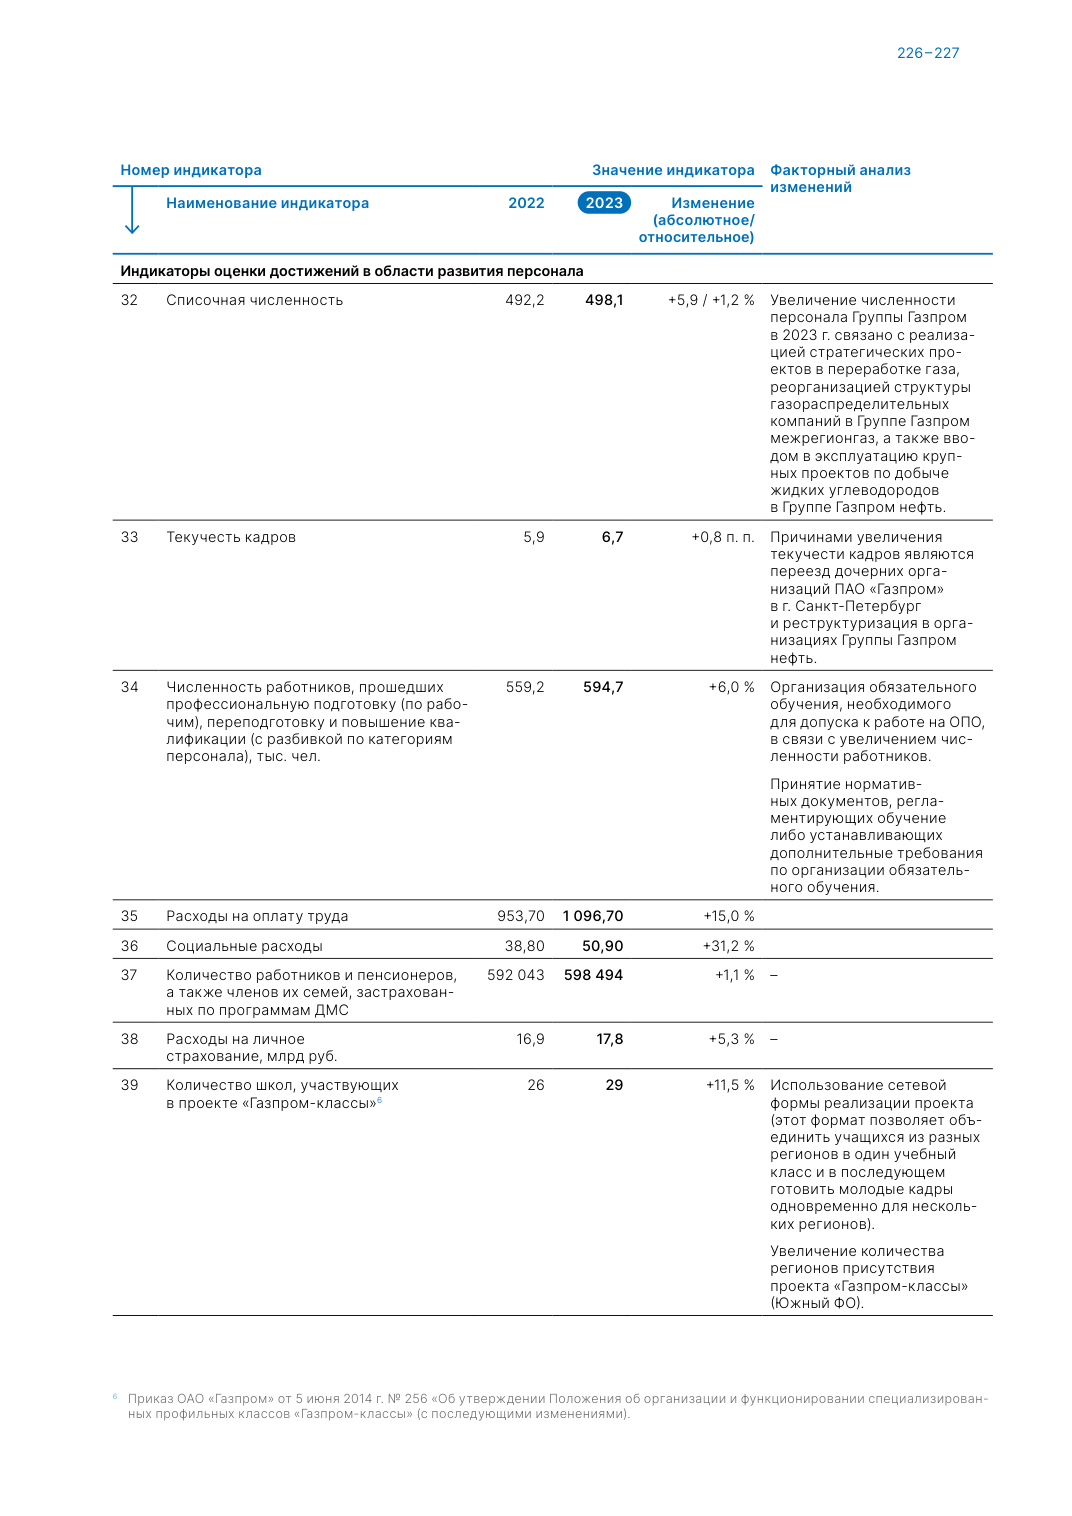 226–227
Номер индикатора
Значение индикатора
Факторный анализ
изменений
Наименование индикатора
2022
2023
Изменение
(абсолютное/
относительное)
Индикаторы оценки достижений в области развития персонала
32 Списочная численность 492,2 498,1 +5,9 / +1,2 % Увеличение численности
персонала Группы Газпром
в 2023 г. связано с реализа-
цией стратегических про-
ектов в переработке газа,
реорганизацией структуры
газораспределительных
компаний в Группе Газпром
межрегионгаз, а также вво-
дом в эксплуатацию круп-
ных проектов по добыче
жидких углеводородов
в Группе Газпром нефть.
33 Текучесть кадров 5,9 6,7 +0,8 п. п. Причинами увеличения
текучести кадров являются
переезд дочерних орга-
низаций ПАО «Газпром»
в г. Санкт-Петербург
и реструктуризация в орга-
низациях Группы Газпром
нефть.
34 Численность работников, прошедших 559,2 594,7 +6,0 % Организация обязательного
профессиональную подготовку (по рабо- обучения, необходимого
чим), переподготовку и повышение ква- для допуска к работе на ОПО,
лификации (с разбивкой по категориям в связи с увеличением чис-
персонала), тыс. чел. ленности работников.
Принятие норматив-
ных документов, регла-
ментирующих обучение
либо устанавливающих
дополнительные требования
по организации обязатель-
ного обучения.
35 Расходы на оплату труда 953,70 1 096,70 +15,0 %
36 Социальные расходы 38,80 50,90 +31,2 %
37 Количество работников и пенсионеров, 592 043 598 494 +1,1 % –
а также членов их семей, застрахован-
ных по программам ДМС
38 Расходы на личное 16,9 17,8 +5,3 % –
страхование, млрд руб.
39 Количество школ, участвующих 26 29 +11,5 % Использование сетевой
в проекте «Газпром-классы»⁶ формы реализации проекта
(этот формат позволяет объ-
единить учащихся из разных
регионов в один учебный
класс и в последующем
готовить молодые кадры
одновременно для несколь-
ких регионов).
Увеличение количества
регионов присутствия
проекта «Газпром-классы»
(Южный ФО).
⁶ Приказ ОАО «Газпром» от 5 июня 2014 г. № 256 «Об утверждении Положения об организации и функционировании специализирован-
ных профильных классов «Газпром-классы» (с последующими изменениями).